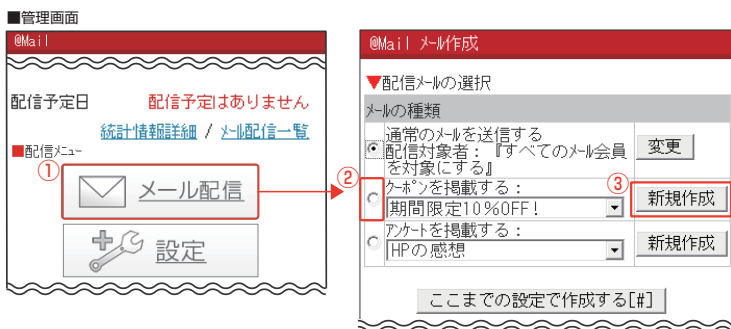 ■管理画面
@Mail
配信予定日 配信予定はありません
統計情報詳細 / メール配信一覧
■配信メニュー
① メール配信
設定
@Mail メール作成
▼配信メールの選択
メールの種類
通常のメールを送信する
配信対象者：『すべてのメール会員
を対象にする』
変更
②
クーポンを掲載する：
期間限定10%OFF!
③
新規作成
アンケートを掲載する：
HPの感想
新規作成
ここまでの設定で作成する[#]